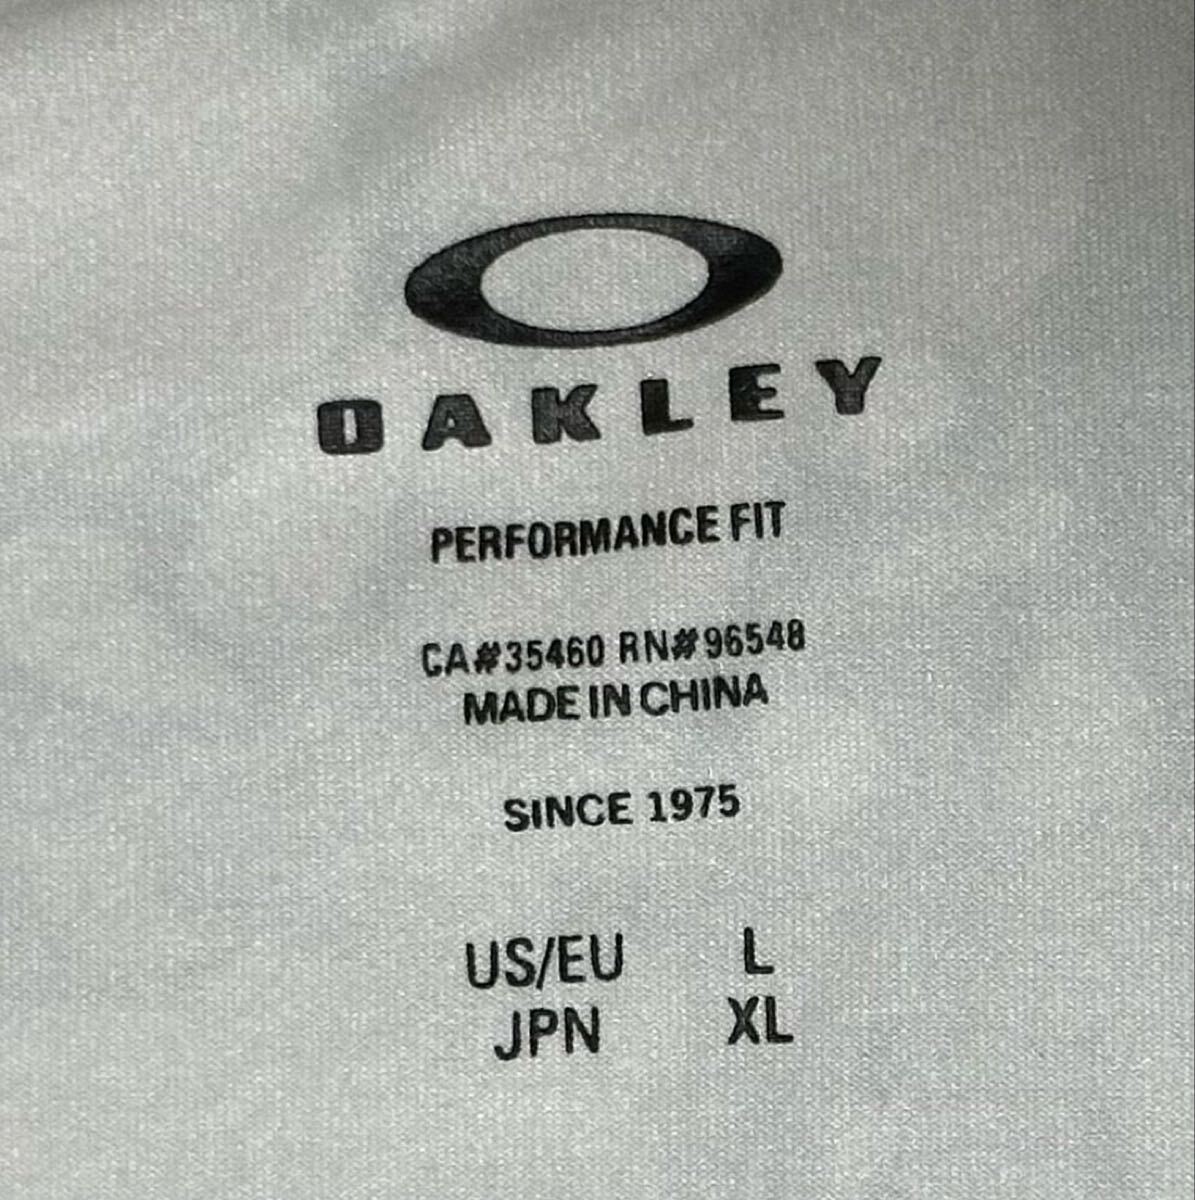 OAKLEY
PERFORMANCE FIT
CA#35460 RN#96548
MADE IN CHINA
SINCE 1975
US/EU L
JPN XL